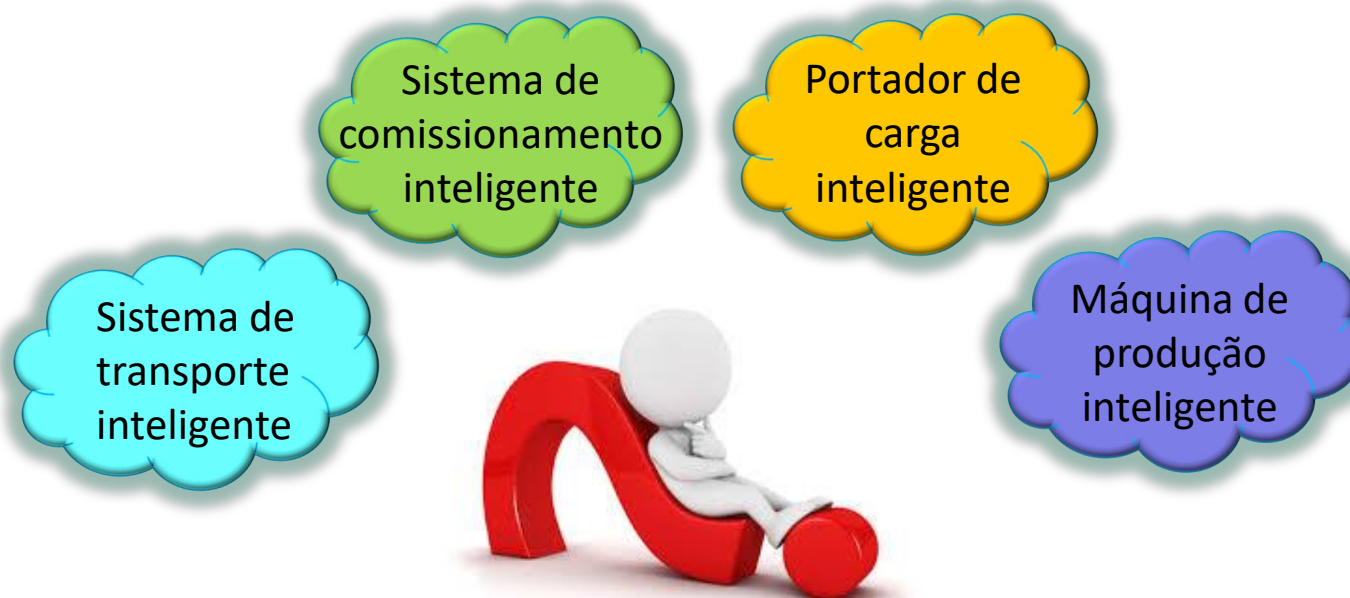 Sistema de
comissionamento
inteligente
Portador de
carga
inteligente
Sistema de
transporte
inteligente
Máquina de
produção
inteligente